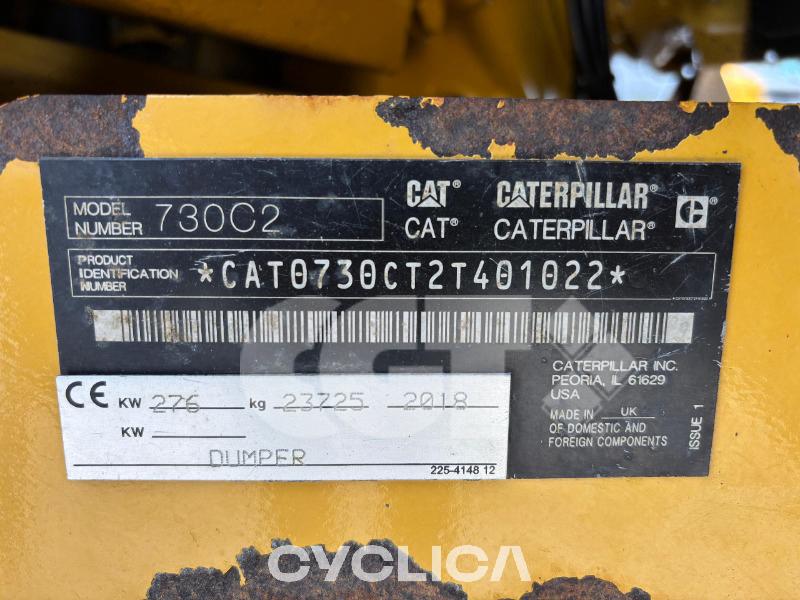 CAT® CATERPILLAR®
CAT® CATERPILLAR®
MODEL NUMBER 730C2
PRODUCT IDENTIFICATION NUMBER *CAT0730CT2T401022*
CATERPILLAR INC.
PEORIA, IL 61629
USA
MADE IN UK
OF DOMESTIC AND
FOREIGN COMPONENTS
ISSUE 1
CE KW 276 kg 23725 2018
KW
DUMPER
225-4148 12
CGT
CYCLICA